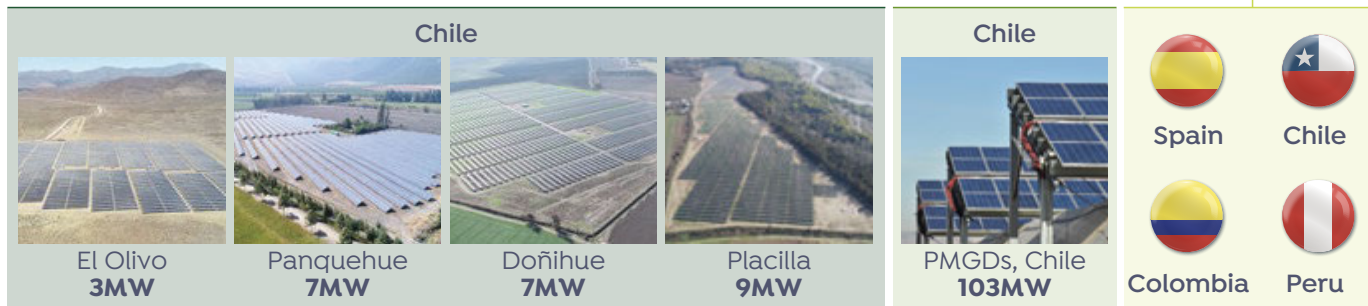 Chile
El Olivo
3MW
Panquehue
7MW
Doñihue
7MW
Placilla
9MW
Chile
PMGDs, Chile
103MW
Spain
Chile
Colombia
Peru